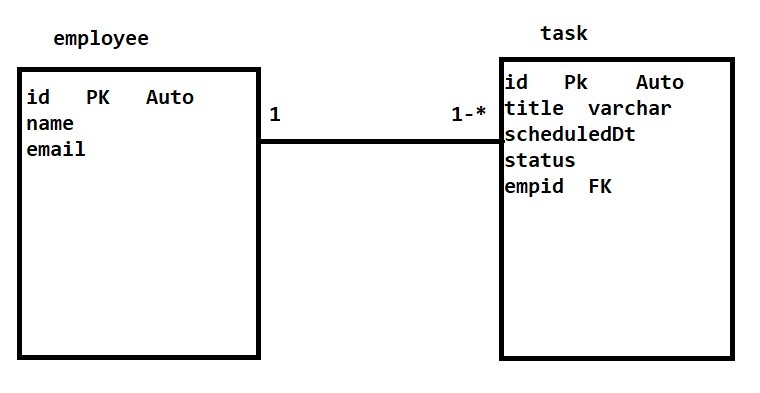 employee
id PK Auto
name
email
1
1-*
task
id Pk Auto
title varchar
scheduledDt
status
empid FK